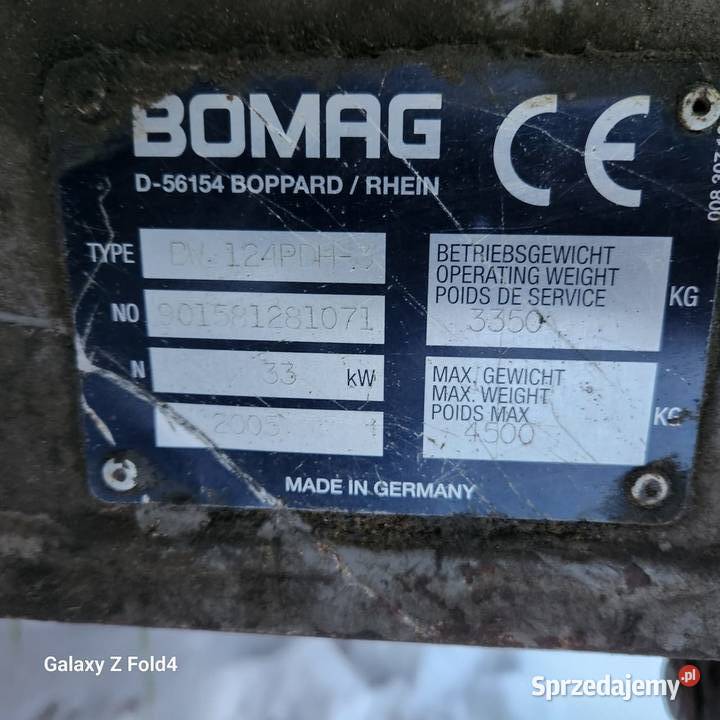 BOMAG
CE
D-56154 BOPPARD / RHEIN
TYPE
124PDH-3
BETRIEBSGEWICHT
OPERATING WEIGHT
POIDS DE SERVICE
3350
KG
NO
901581281071
N
33 kW
MAX. GEWICHT
MAX. WEIGHT
POIDS MAX
4500
KG
2005
MADE IN GERMANY
Galaxy Z Fold4
Sprzedajemy.pl